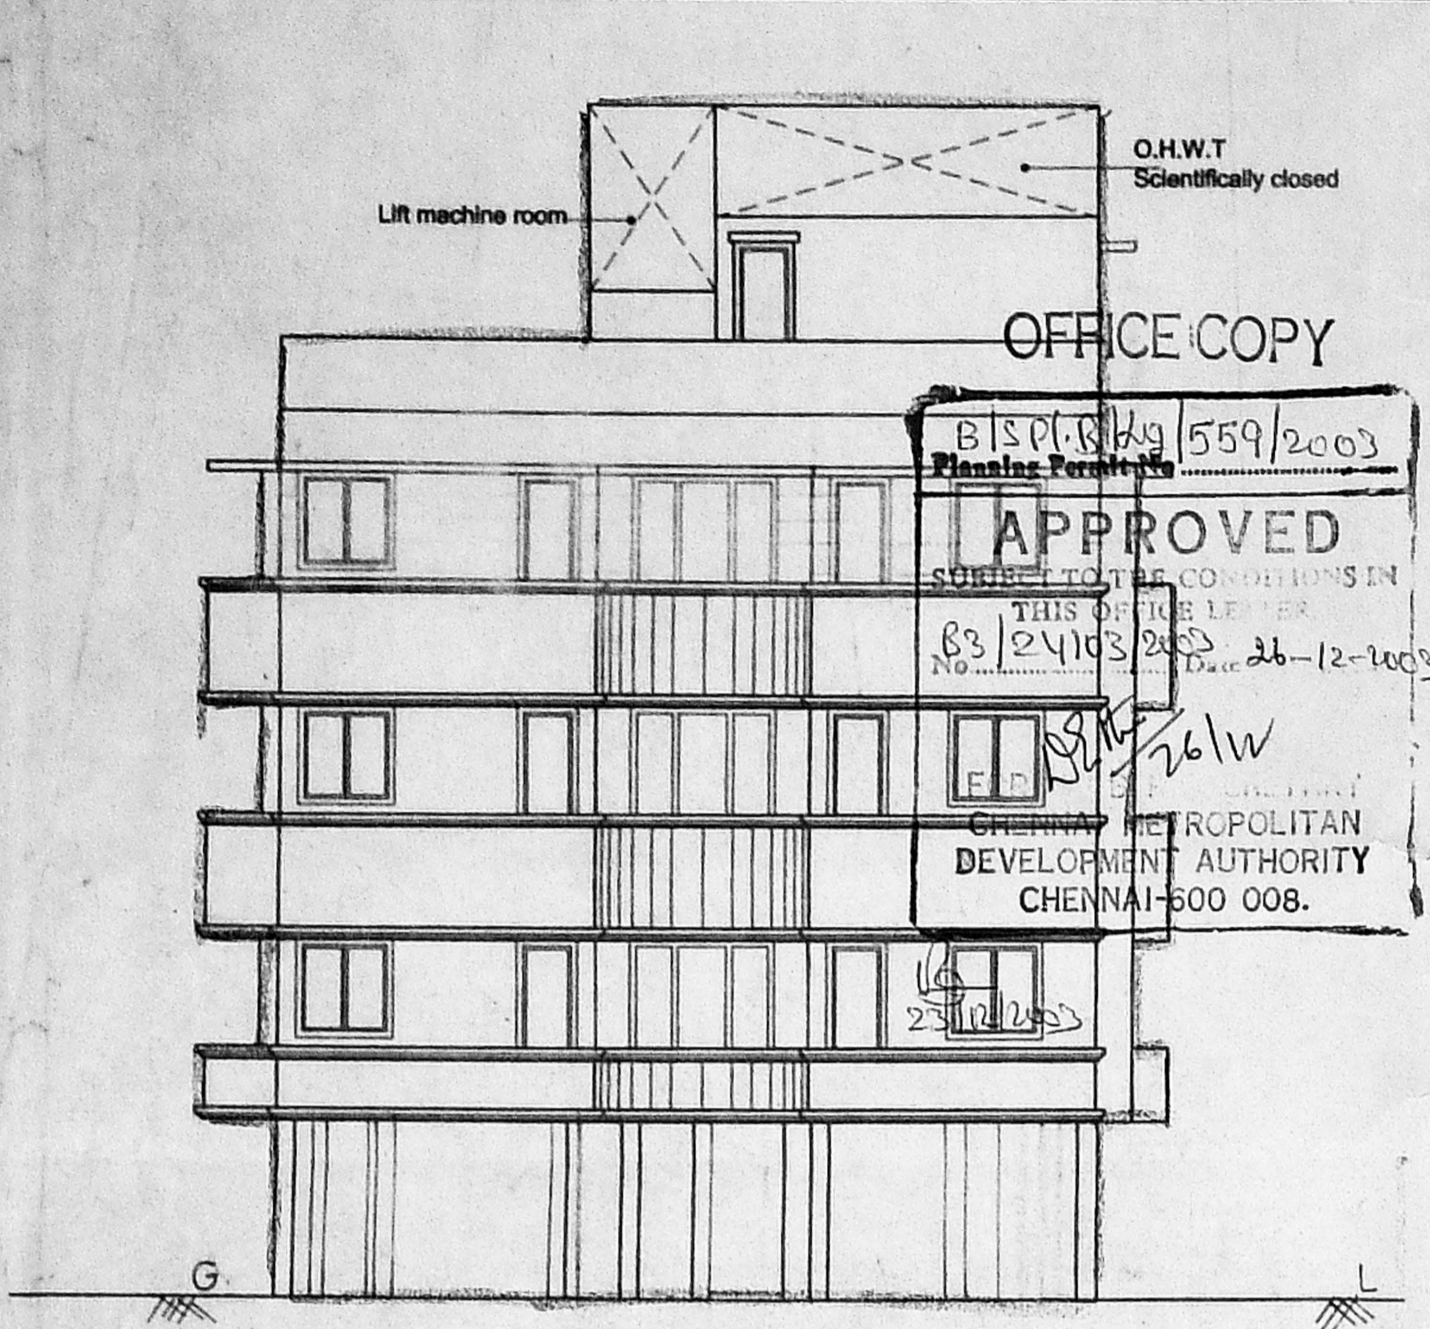 O.H.W.T
Scientifically closed
Lift machine room
OFFICE COPY
B/Spl.Bldg/559/2003
Planning Permit No
APPROVED
SUBJECT TO THE CONDITIONS IN
THIS OFFICE LETTER
B3/24103/2003
No. Date 26-12-2003
26/12
CHENNAI METROPOLITAN
DEVELOPMENT AUTHORITY
CHENNAI-600 008.
23/12/2003
G L